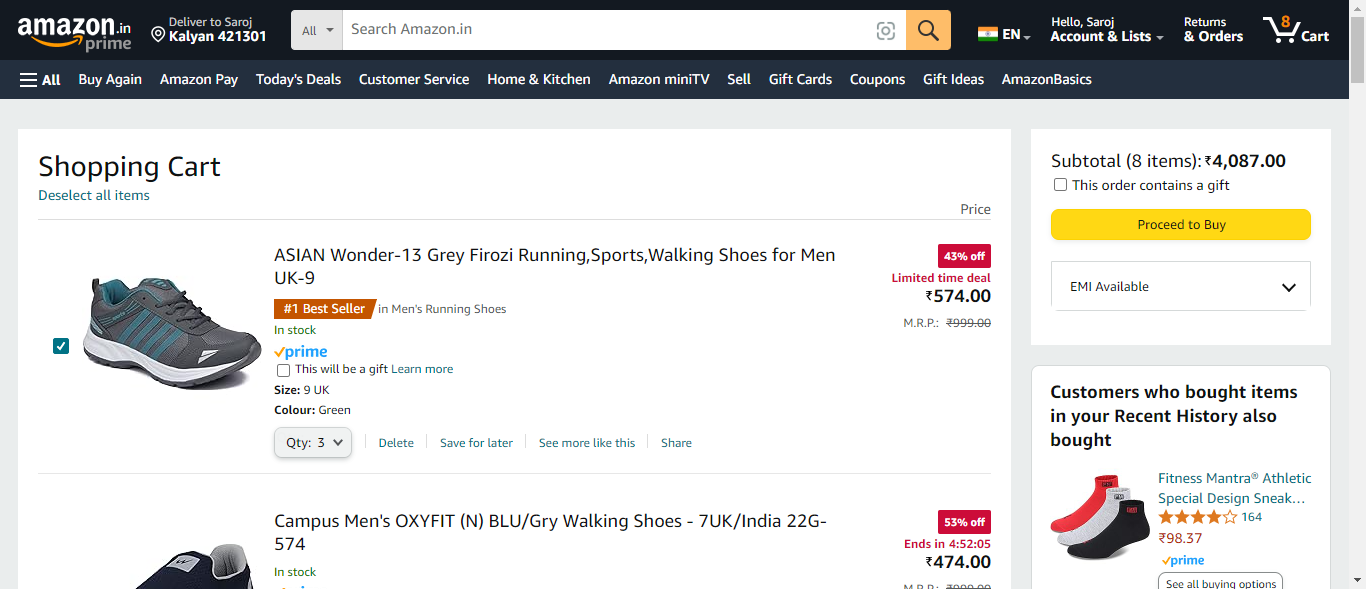 amazon.in
prime
Deliver to Saroj
Kalyan 421301
All
Search Amazon.in
EN
Hello, Saroj
Account & Lists
Returns
& Orders
8
Cart
All Buy Again Amazon Pay Today's Deals Customer Service Home & Kitchen Amazon miniTV Sell Gift Cards Coupons Gift Ideas AmazonBasics
Shopping Cart
Deselect all items
Price
ASIAN Wonder-13 Grey Firozi Running,Sports,Walking Shoes for Men
UK-9
#1 Best Seller in Men's Running Shoes
In stock
prime
This will be a gift Learn more
Size: 9 UK
Colour: Green
Qty: 3 Delete Save for later See more like this Share
43% off
Limited time deal
₹574.00
M.R.P.: ₹999.00
Campus Men's OXYFIT (N) BLU/Gry Walking Shoes - 7UK/India 22G-
574
In stock
53% off
Ends in 4:52:05
₹474.00
M.R.P.: ₹999.00
Subtotal (8 items): ₹4,087.00
This order contains a gift
Proceed to Buy
EMI Available
Customers who bought items
in your Recent History also
bought
Fitness Mantra® Athletic
Special Design Sneak...
164
₹98.37
prime
See all buying options